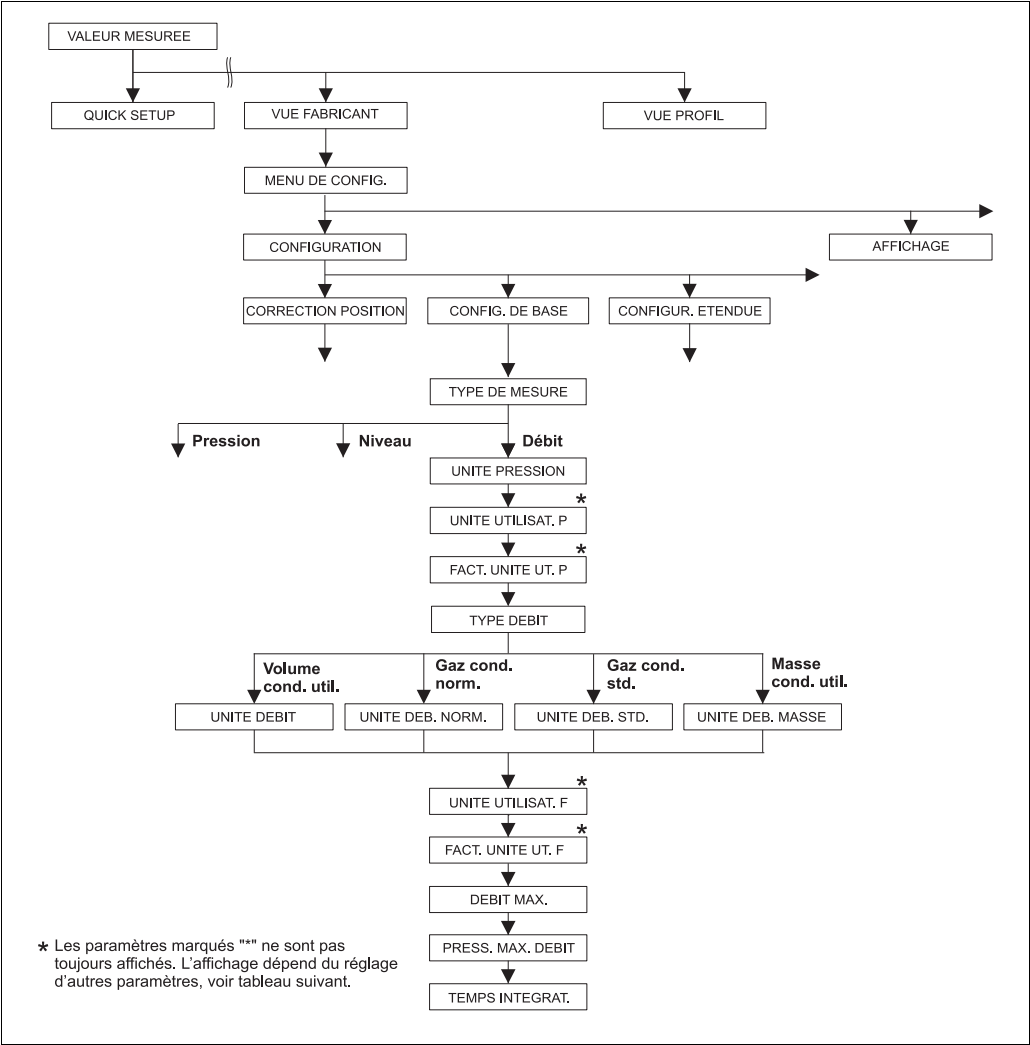 VALEUR MESUREE
QUICK SETUP
VUE FABRICANT
VUE PROFIL
MENU DE CONFIG.
CONFIGURATION
AFFICHAGE
CORRECTION POSITION
CONFIG. DE BASE
CONFIGUR. ETENDUE
TYPE DE MESURE
Pression
Niveau
Débit
UNITE PRESSION
*
UNITE UTILISAT. P
*
FACT. UNITE UT. P
TYPE DEBIT
Volume
cond. util.
Gaz cond.
norm.
Gaz cond.
std.
Masse
cond. util.
UNITE DEBIT
UNITE DEB. NORM.
UNITE DEB. STD.
UNITE DEB. MASSE
*
UNITE UTILISAT. F
*
FACT. UNITE UT. F
DEBIT MAX.
PRESS. MAX. DEBIT
TEMPS INTEGRAT.
* Les paramètres marqués "*" ne sont pas
toujours affichés. L'affichage dépend du réglage
d'autres paramètres, voir tableau suivant.